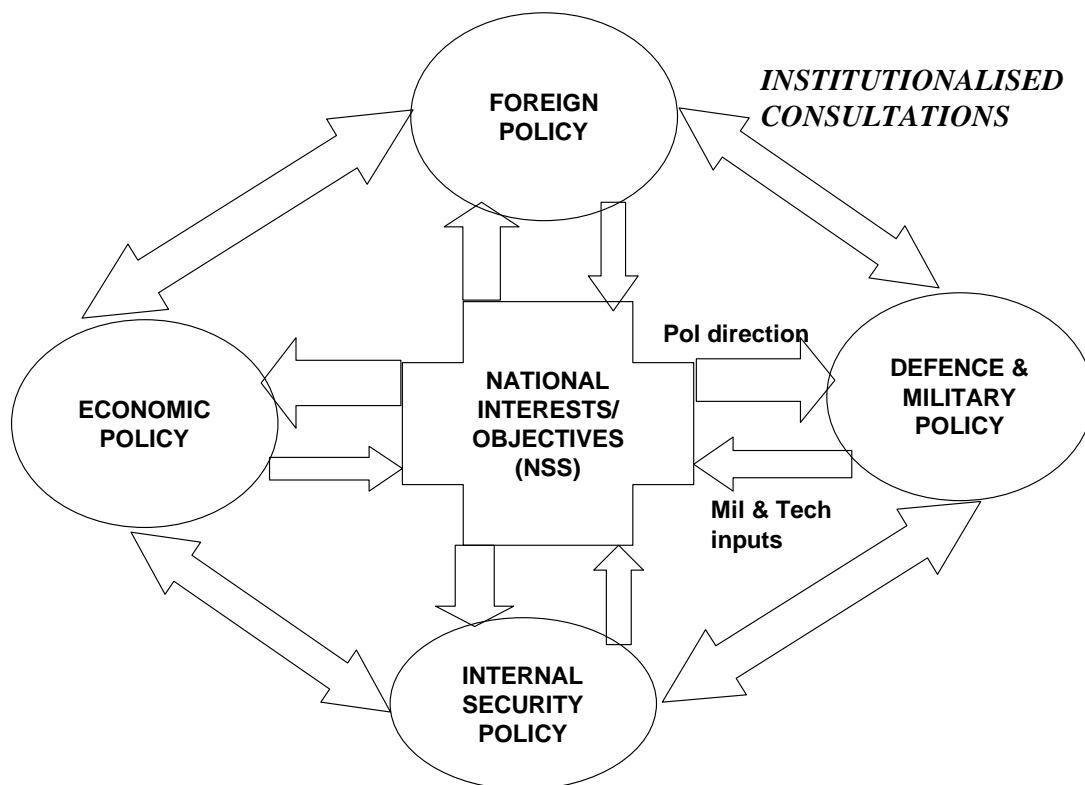 FOREIGN
POLICY
INSTITUTIONALISED
CONSULTATIONS
Pol direction
ECONOMIC
POLICY
NATIONAL
INTERESTS/
OBJECTIVES
(NSS)
DEFENCE &
MILITARY
POLICY
Mil & Tech
inputs
INTERNAL
SECURITY
POLICY